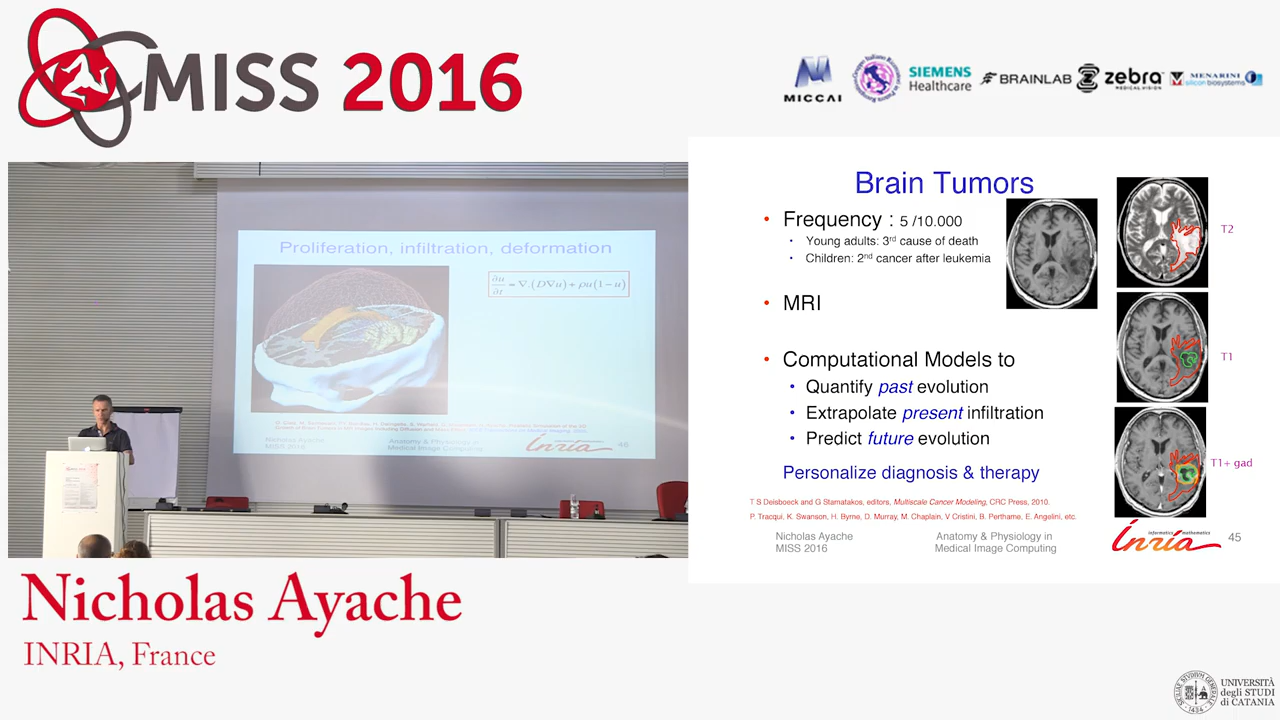 MISS 2016
MICCAI
SIEMENS
Healthcare
BRAINLAB
zebra
MEDICAL VISION
MENARINI
silicon biosystems
Proliferation, infiltration, deformation
∂u/∂t = ∇.(D∇u) + ρu(1−u)
Nicholas Ayache
MISS 2016
Anatomy & Physiology in
Medical Image Computing
Inria
46
Brain Tumors
• Frequency : 5 /10.000
• Young adults: 3rd cause of death
• Children: 2nd cancer after leukemia
• MRI
• Computational Models to
• Quantify past evolution
• Extrapolate present infiltration
• Predict future evolution
Personalize diagnosis & therapy
T2
T1
T1+ gad
T S Deisboeck and G Stamatakos, editors, Multiscale Cancer Modeling, CRC Press, 2010.
P. Tracqui, K. Swanson, H. Byrne, D. Murray, M. Chaplain, V Cristini, B. Perthame, E. Angelini, etc.
Nicholas Ayache
MISS 2016
Anatomy & Physiology in
Medical Image Computing
informatics mathematics
Inria
45
Nicholas Ayache
INRIA, France
UNIVERSITÀ
degli STUDI
di CATANIA